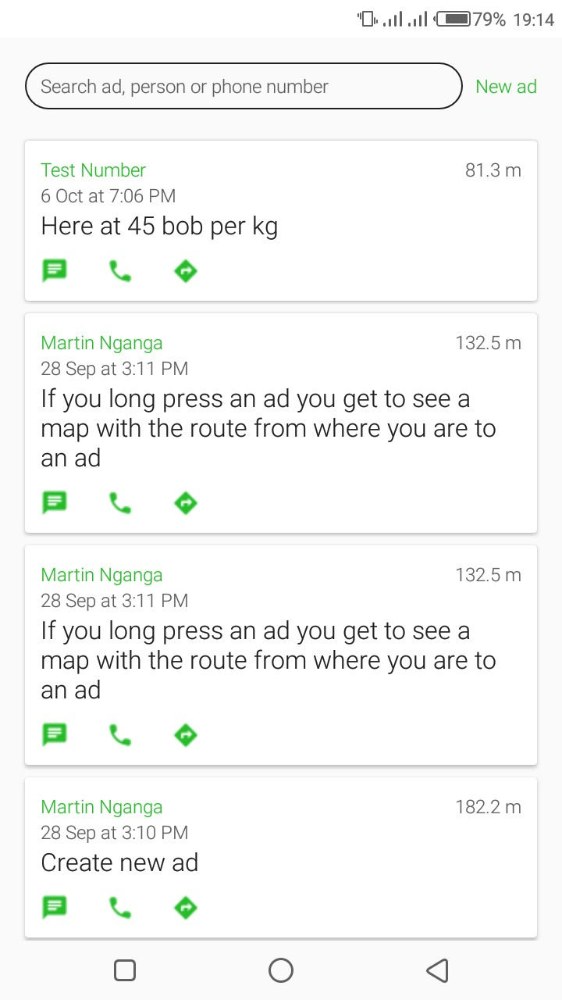 79% 19:14
Search ad, person or phone number New ad
Test Number 81.3 m
6 Oct at 7:06 PM
Here at 45 bob per kg
Martin Nganga 132.5 m
28 Sep at 3:11 PM
If you long press an ad you get to see a
map with the route from where you are to
an ad
Martin Nganga 132.5 m
28 Sep at 3:11 PM
If you long press an ad you get to see a
map with the route from where you are to
an ad
Martin Nganga 182.2 m
28 Sep at 3:10 PM
Create new ad